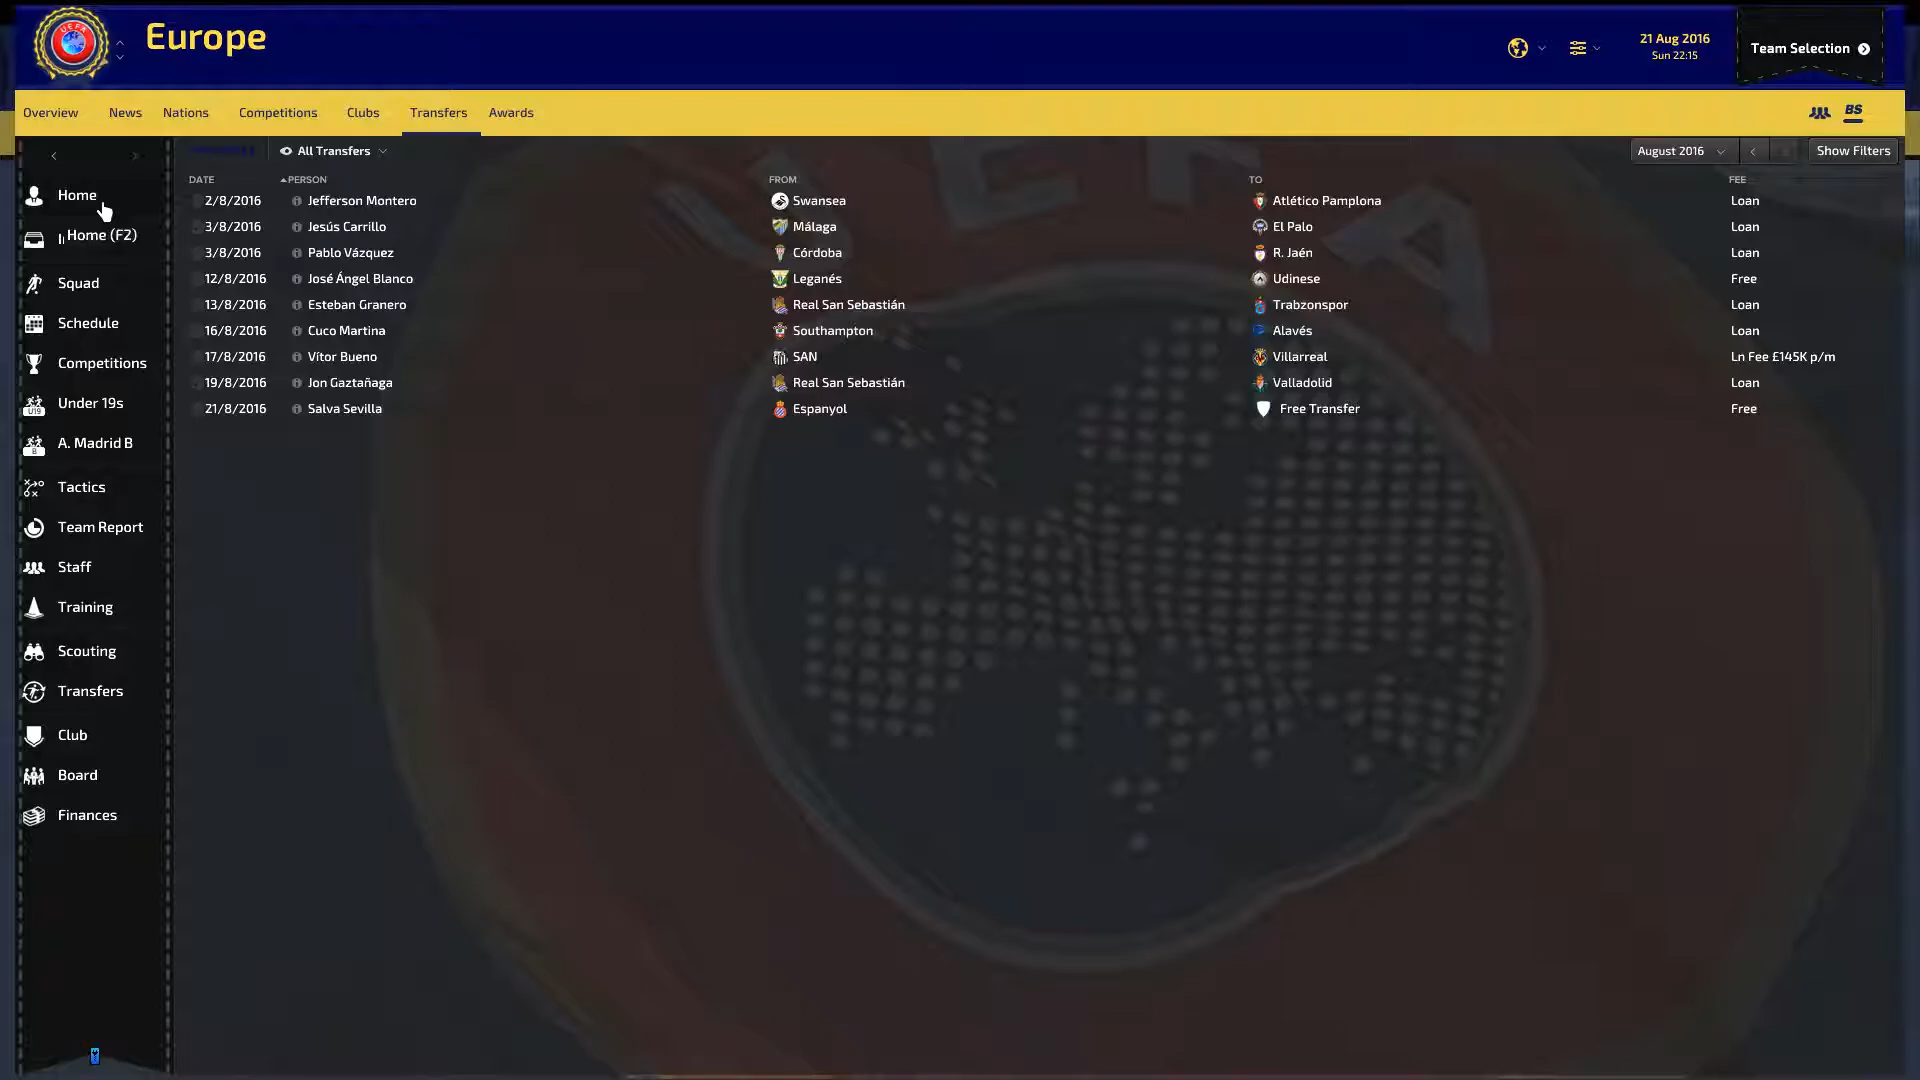 Europe
21 Aug 2016
Sun 22:15
Team Selection
Overview News Nations Competitions Clubs Transfers Awards
BS
All Transfers
August 2016
Show Filters
DATE PERSON FROM TO FEE
2/8/2016 Jefferson Montero Swansea Atlético Pamplona Loan
3/8/2016 Jesús Carrillo Málaga El Palo Loan
3/8/2016 Pablo Vázquez Córdoba R. Jaén Loan
12/8/2016 José Ángel Blanco Leganés Udinese Free
13/8/2016 Esteban Granero Real San Sebastián Trabzonspor Loan
16/8/2016 Cuco Martina Southampton Alavés Loan
17/8/2016 Vítor Bueno SAN Villarreal Ln Fee £145K p/m
19/8/2016 Jon Gaztañaga Real San Sebastián Valladolid Loan
21/8/2016 Salva Sevilla Espanyol Free Transfer Free
Home
Home (F2)
Squad
Schedule
Competitions
Under 19s
A. Madrid B
Tactics
Team Report
Staff
Training
Scouting
Transfers
Club
Board
Finances